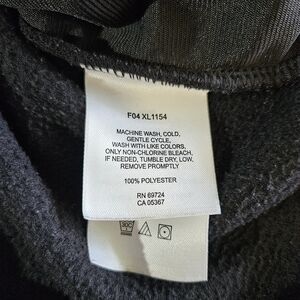 F04 XL1154
MACHINE WASH, COLD,
GENTLE CYCLE,
WASH WITH LIKE COLORS,
ONLY NON-CHLORINE BLEACH,
IF NEEDED, TUMBLE DRY, LOW,
REMOVE PROMPTLY
100% POLYESTER
RN 69724
CA 05367